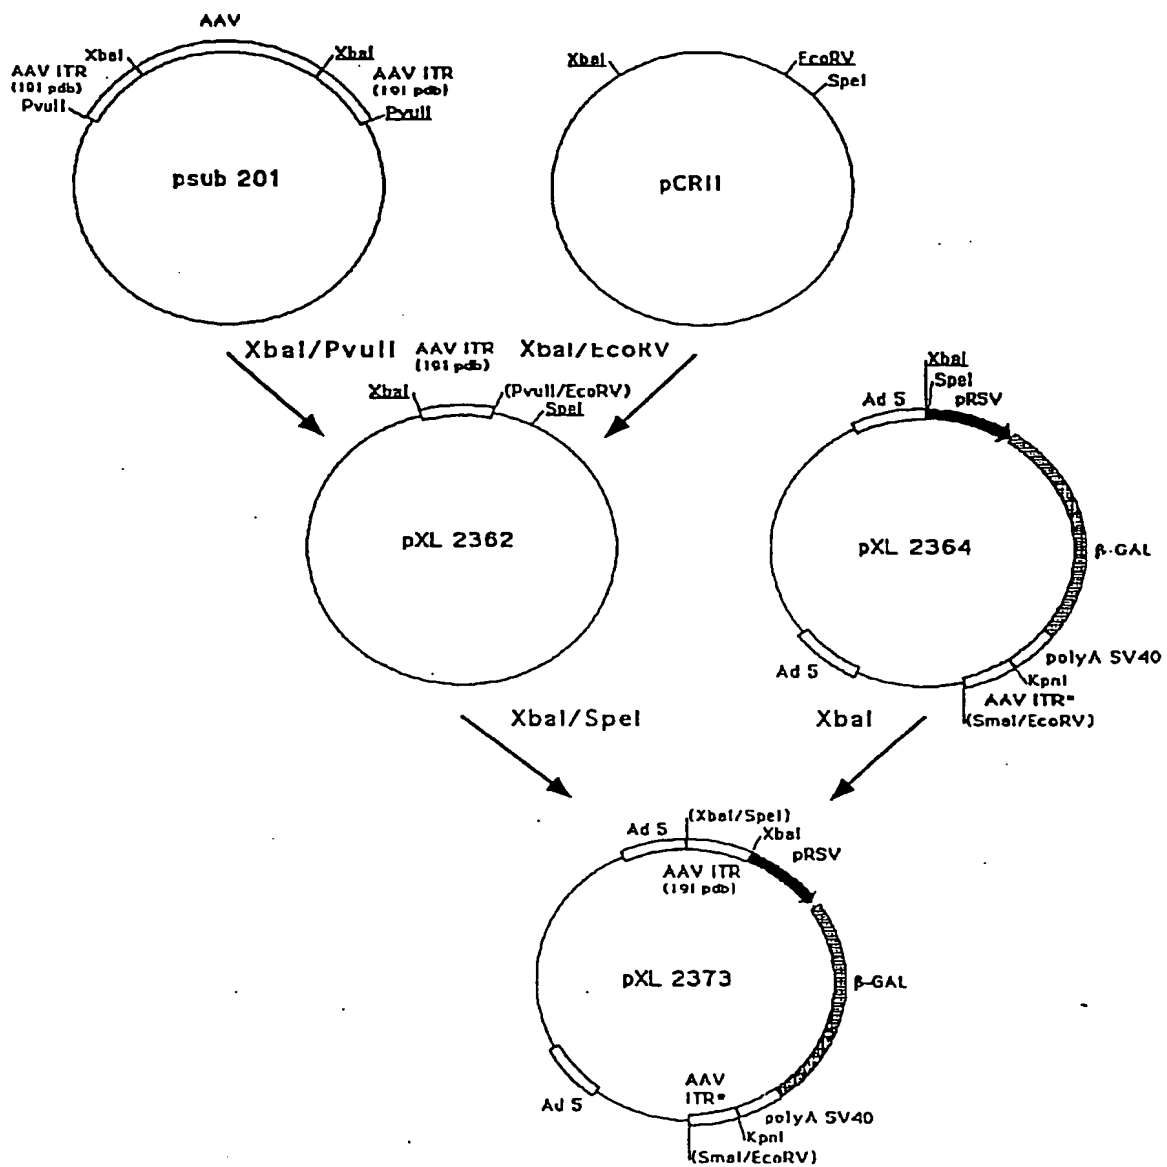 AAV
XbaI
XbaI
AAV ITR
(191 pdb)
AAV ITR
(191 pdb)
PvuII
PvuII
psub 201
XbaI
EcoRV
SpeI
pCRII
XbaI/PvuII
XbaI/EcoRV
AAV ITR
(191 pdb)
XbaI
(PvuII/EcoRV)
SpeI
pXL 2362
XbaI
SpeI
pRSV
Ad 5
pXL 2364
β-GAL
polyA SV40
KpnI
AAV ITR*
(SmaI/EcoRV)
Ad 5
XbaI/SpeI
XbaI
(XbaI/SpeI)
Ad 5
XbaI
pRSV
AAV ITR
(191 pdb)
pXL 2373
β-GAL
AAV
ITR*
Ad 5
polyA SV40
KpnI
(SmaI/EcoRV)